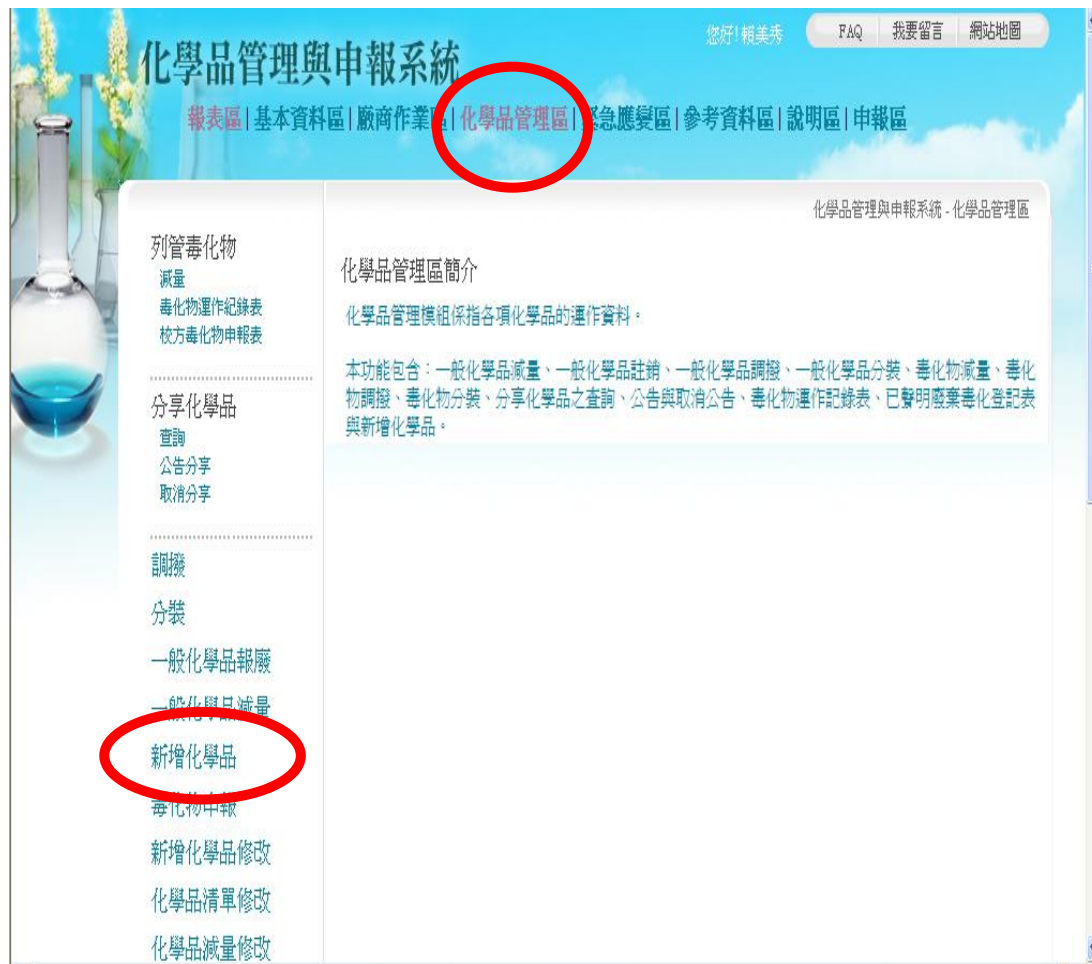 您好!賴美秀 FAQ 我要留言 網站地圖
化學品管理與申報系統
報表區|基本資料區|廠商作業區|化學品管理區|緊急應變區|參考資料區|說明區|申報區
化學品管理與申報系統 - 化學品管理區
列管毒化物
減量
毒化物運作紀錄表
校方毒化物申報表
分享化學品
查詢
公告分享
取消分享
調撥
分裝
一般化學品報廢
一般化學品減量
新增化學品
毒化物申報
新增化學品修改
化學品清單修改
化學品減量修改
化學品管理區簡介
化學品管理模組係指各項化學品的運作資料。
本功能包含：一般化學品減量、一般化學品註銷、一般化學品調撥、一般化學品分裝、毒化物減量、毒化
物調撥、毒化物分裝、分享化學品之查詢、公告與取消公告、毒化物運作記錄表、已聲明廢棄毒化登記表
與新增化學品。